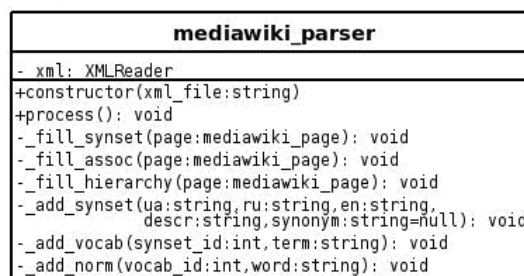 mediawiki_parser
- xml: XMLReader
+constructor(xml_file:string)
+process(): void
-_fill_synset(page:mediawiki_page): void
-_fill_assoc(page:mediawiki_page): void
-_fill_hierarchy(page:mediawiki_page): void
-_add_synset(ua:string,ru:string,en:string,
descr:string,synonym:string=null): void
-_add_vocab(synset_id:int,term:string): void
-_add_norm(vocab_id:int,word:string): void